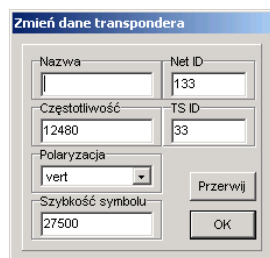 Zmień dane transpondera
Nazwa
Net ID
133
Częstotliwość
TS ID
12480
33
Polaryzacja
vert
Przerwij
Szybkość symbolu
27500
OK